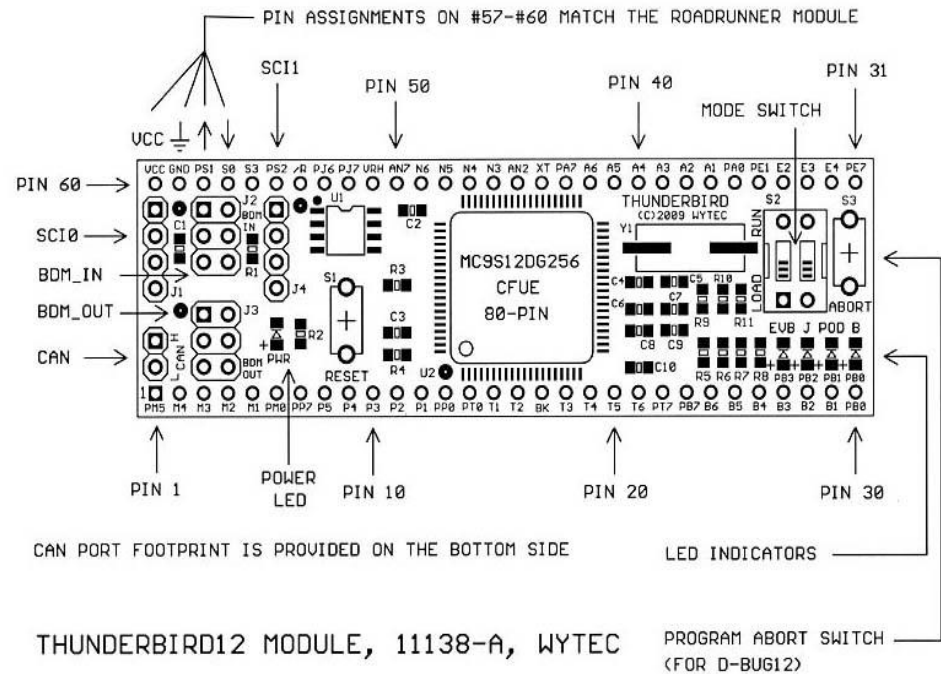 PIN ASSIGNMENTS ON #57-#60 MATCH THE ROADRUNNER MODULE
SCI1
PIN 50
PIN 40
PIN 31
MODE SWITCH
VCC
PIN 60
VCC GND PS1 S0 S3 PS2 /R PJ6 PJ7 VRH AN7 N6 N5 N4 N3 AN2 XT PA7 A6 A5 A4 A3 A2 A1 PA0 PE1 E2 E3 E4 PE7
J2
BDM
IN
U1
C2
THUNDERBIRD
(C)2009 WYTEC
S2
S3
RUN
SCI0
C1
R1
Y1
MC9S12DG256
CFUE
80-PIN
BDM_IN
S1
R3
C4
C5
R10
LOAD
J1
J4
C7
ABORT
BDM_OUT
J3
C6
R9
R11
C3
R2
C8
C9
EVB J POD B
CAN
H
CAN
L
BDM
OUT
+
PWR
R4
RESET
U2
C10
R5 R6 R7 R8
+ PB3 + PB2 + PB1 + PB0
1
PM5 M4 M3 M2 M1 PM0 PP7 P5 P4 P3 P2 P1 PP0 PT0 T1 T2 BK T3 T4 T5 T6 PT7 PB7 B6 B5 B4 B3 B2 B1 PB0
PIN 1
POWER
LED
PIN 10
PIN 20
PIN 30
CAN PORT FOOTPRINT IS PROVIDED ON THE BOTTOM SIDE
LED INDICATORS
THUNDERBIRD12 MODULE, 11138-A, WYTEC
PROGRAM ABORT SWITCH
(FOR D-BUG12)